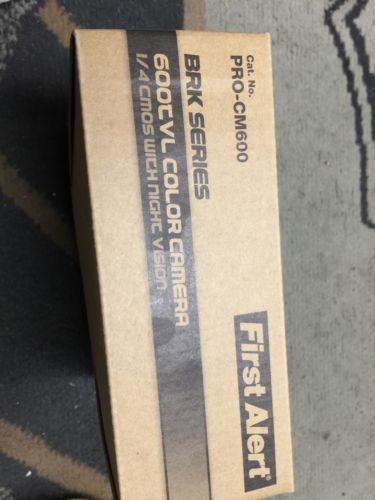 Cat. No.
PRO-CM600
BRK SERIES
600TVL COLOR CAMERA
1/4 CMOS WITH NIGHT VISION
First Alert